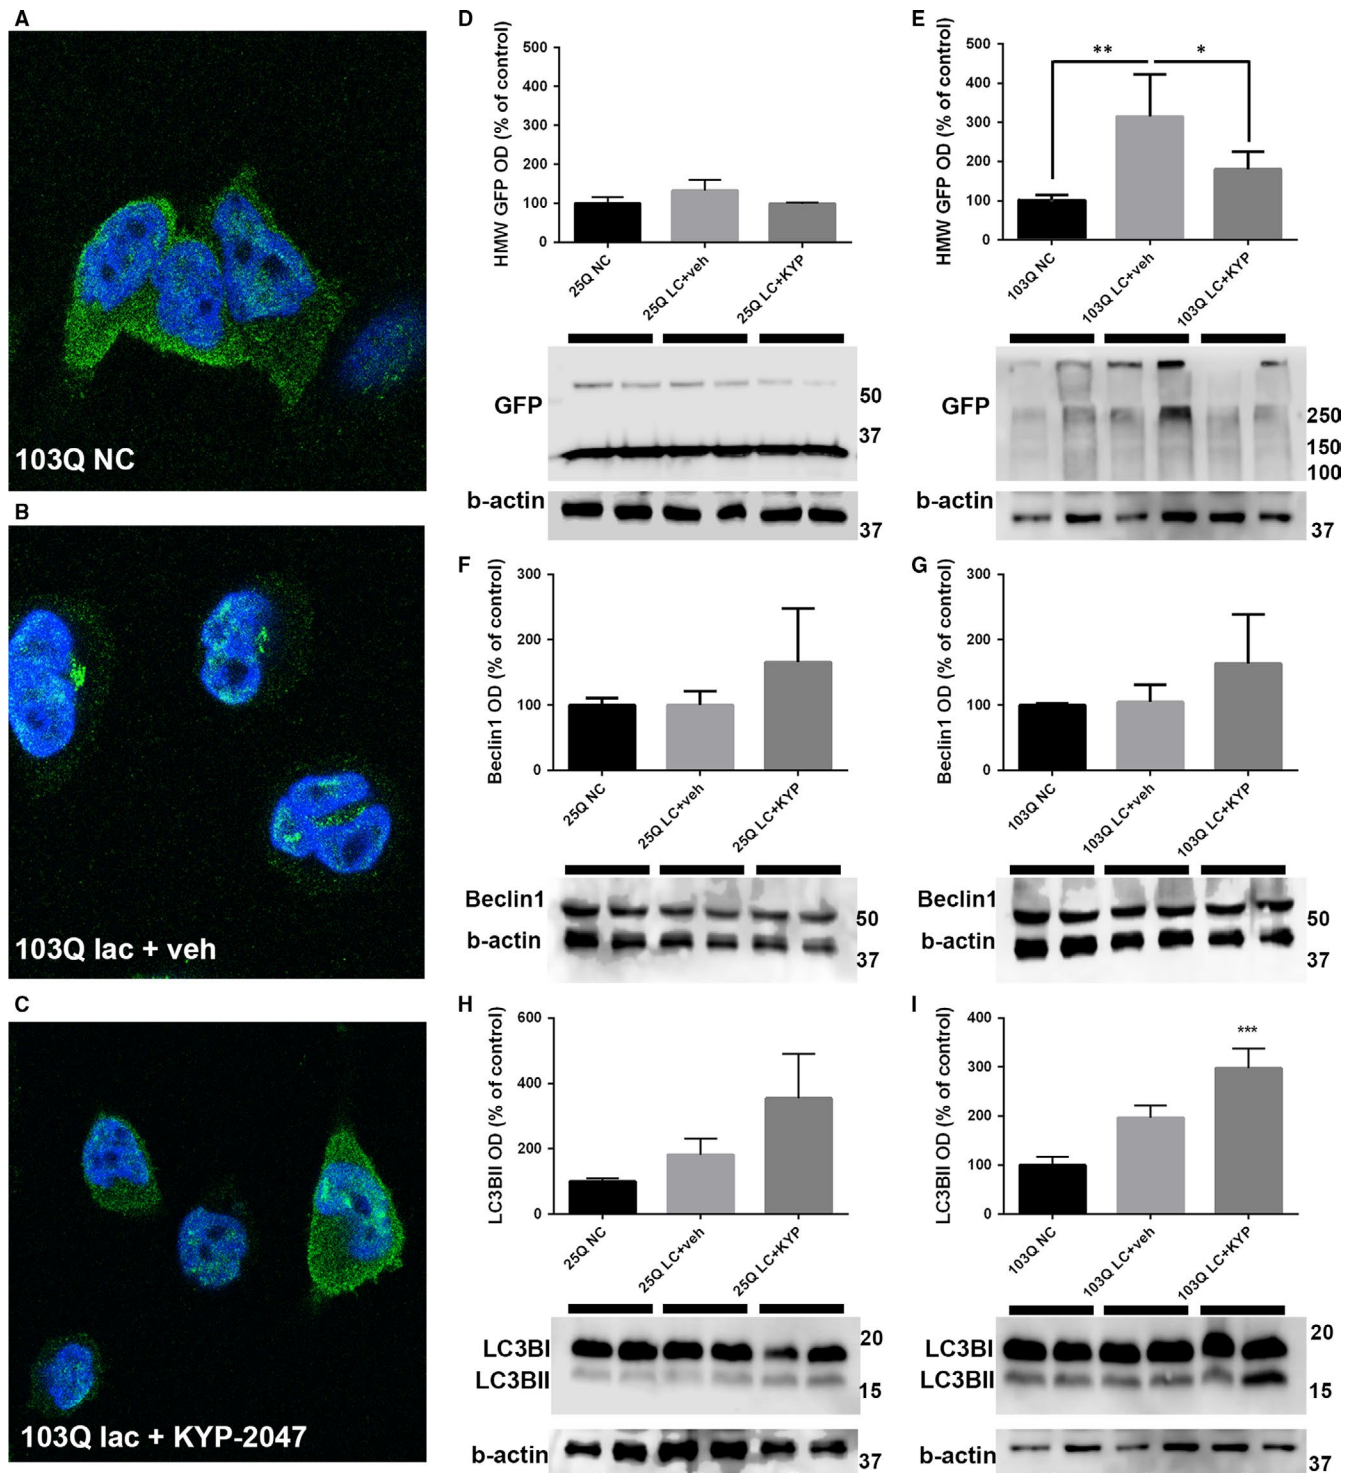 A
103Q NC
B
103Q lac + veh
C
103Q lac + KYP-2047
D
HMW GFP OD (% of control)
500
400
300
200
100
0
25Q NC
25Q LC+veh
25Q LC+KYP
GFP
50
37
b-actin
37
E
HMW GFP OD (% of control)
500
400
300
200
100
0
**
*
103Q NC
103Q LC+veh
103Q LC+KYP
GFP
250
150
100
b-actin
37
F
Beclin1 OD (% of control)
300
200
100
0
25Q NC
25Q LC+veh
25Q LC+KYP
Beclin1
50
b-actin
37
G
Beclin1 OD (% of control)
300
200
100
0
103Q NC
103Q LC+veh
103Q LC+KYP
Beclin1
50
b-actin
37
H
LC3BII OD (% of control)
600
400
200
0
25Q NC
25Q LC+veh
25Q LC+KYP
LC3BI
20
LC3BII
15
b-actin
37
I
LC3BII OD (% of control)
400
300
200
100
0
***
103Q NC
103Q LC+veh
103Q LC+KYP
LC3BI
20
LC3BII
15
b-actin
37